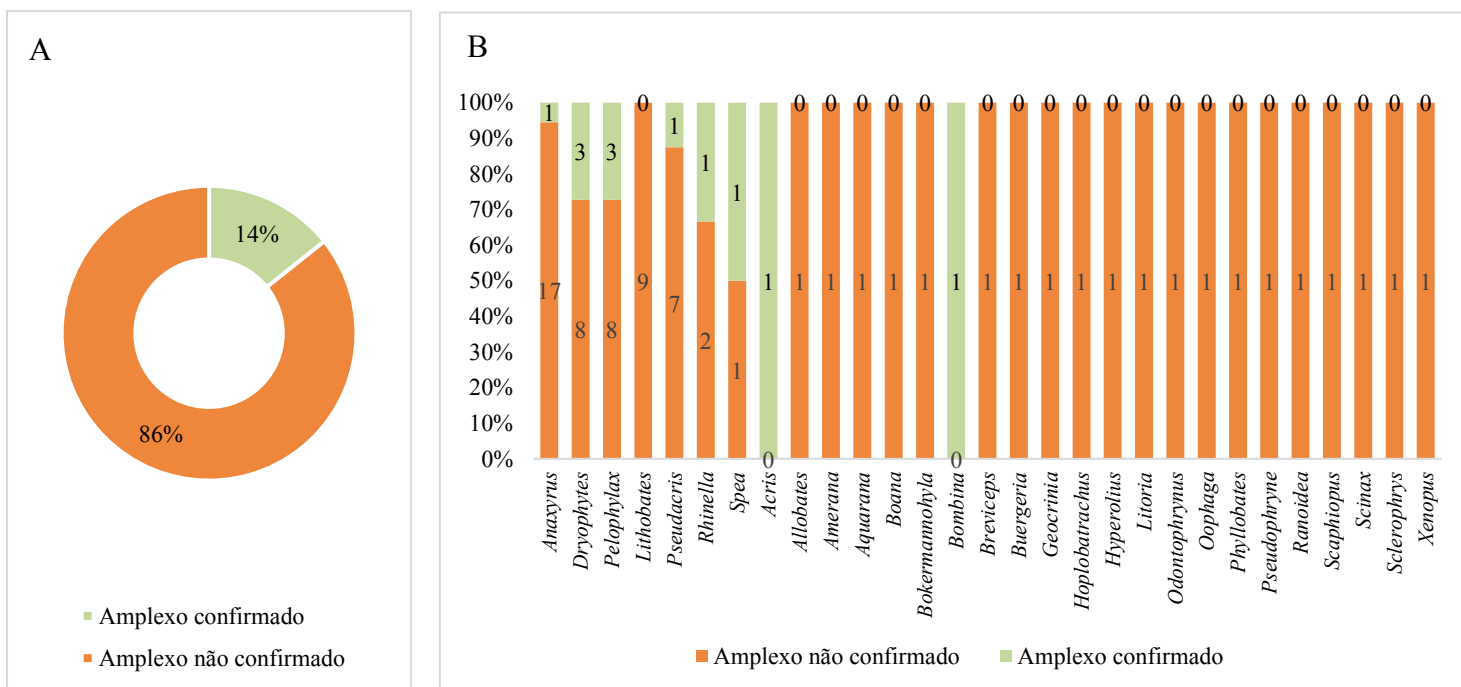 A
14%
86%
Amplexo confirmado
Amplexo não confirmado
B
100%
90%
80%
70%
60%
50%
40%
30%
20%
10%
0%
1 3 3 0 1 1 1 1 0 0 0 0 0 1 0 0 0 0 0 0 0 0 0 0 0 0 0 0 0
17 8 8 9 7 2 1 0 1 1 1 1 1 0 1 1 1 1 1 1 1 1 1 1 1 1 1 1 1
Anaxyrus
Dryophytes
Pelophylax
Lithobates
Pseudacris
Rhinella
Spea
Acris
Allobates
Amerana
Aquarana
Boana
Bokermannohyla
Bombina
Breviceps
Buergeria
Geocrinia
Hoplobatrachus
Hyperolius
Litoria
Odontophrynus
Oophaga
Phyllobates
Pseudophryne
Ranoidea
Scaphiopus
Scinax
Sclerophrys
Xenopus
Amplexo não confirmado Amplexo confirmado